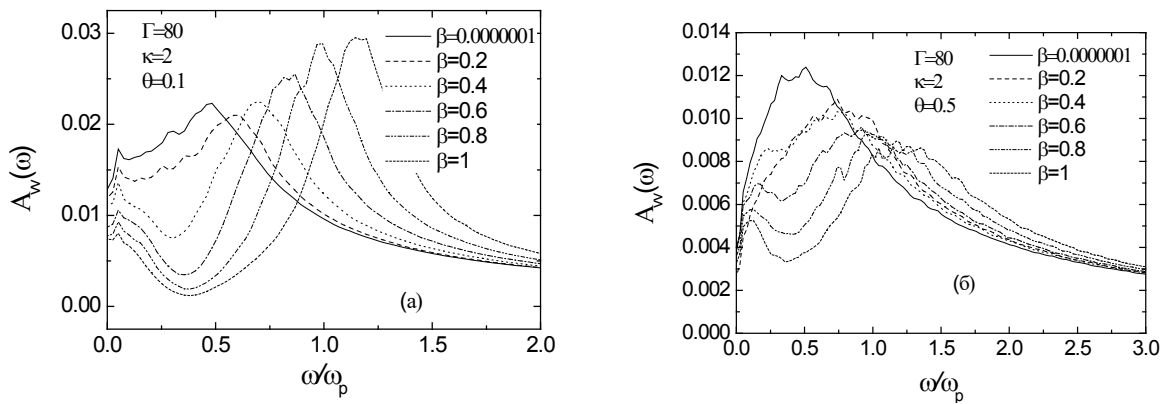 0.03
0.02
0.01
0.00
A_w(ω)
Γ=80
κ=2
θ=0.1
β=0.0000001
β=0.2
β=0.4
β=0.6
β=0.8
β=1
(a)
0.0 0.5 1.0 1.5 2.0
ω/ω_p
0.014
0.012
0.010
0.008
0.006
0.004
0.002
0.000
A_w(ω)
Γ=80
κ=2
θ=0.5
β=0.0000001
β=0.2
β=0.4
β=0.6
β=0.8
β=1
(б)
0.0 0.5 1.0 1.5 2.0 2.5 3.0
ω/ω_p